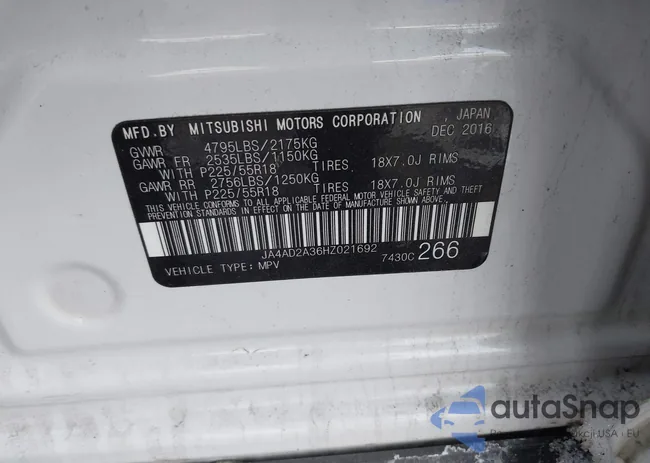 MFD.BY MITSUBISHI MOTORS CORPORATION JAPAN
DEC 2016
GVWR 4795LBS/2175KG
GAWR FR 2535LBS/1150KG
WITH P225/55R18 TIRES 18X7.0J RIMS
GAWR RR 2756LBS/1250KG
WITH P225/55R18 TIRES 18X7.0J RIMS
THIS VEHICLE CONFORMS TO ALL APPLICABLE FEDERAL MOTOR VEHICLE SAFETY AND THEFT
PREVENTION STANDARDS IN EFFECT ON THE DATE OF MANUFACTURE SHOWN ABOVE.
JA4AD2A36HZ021692
VEHICLE TYPE: MPV 7430C 266
autoSnap
USA - EU